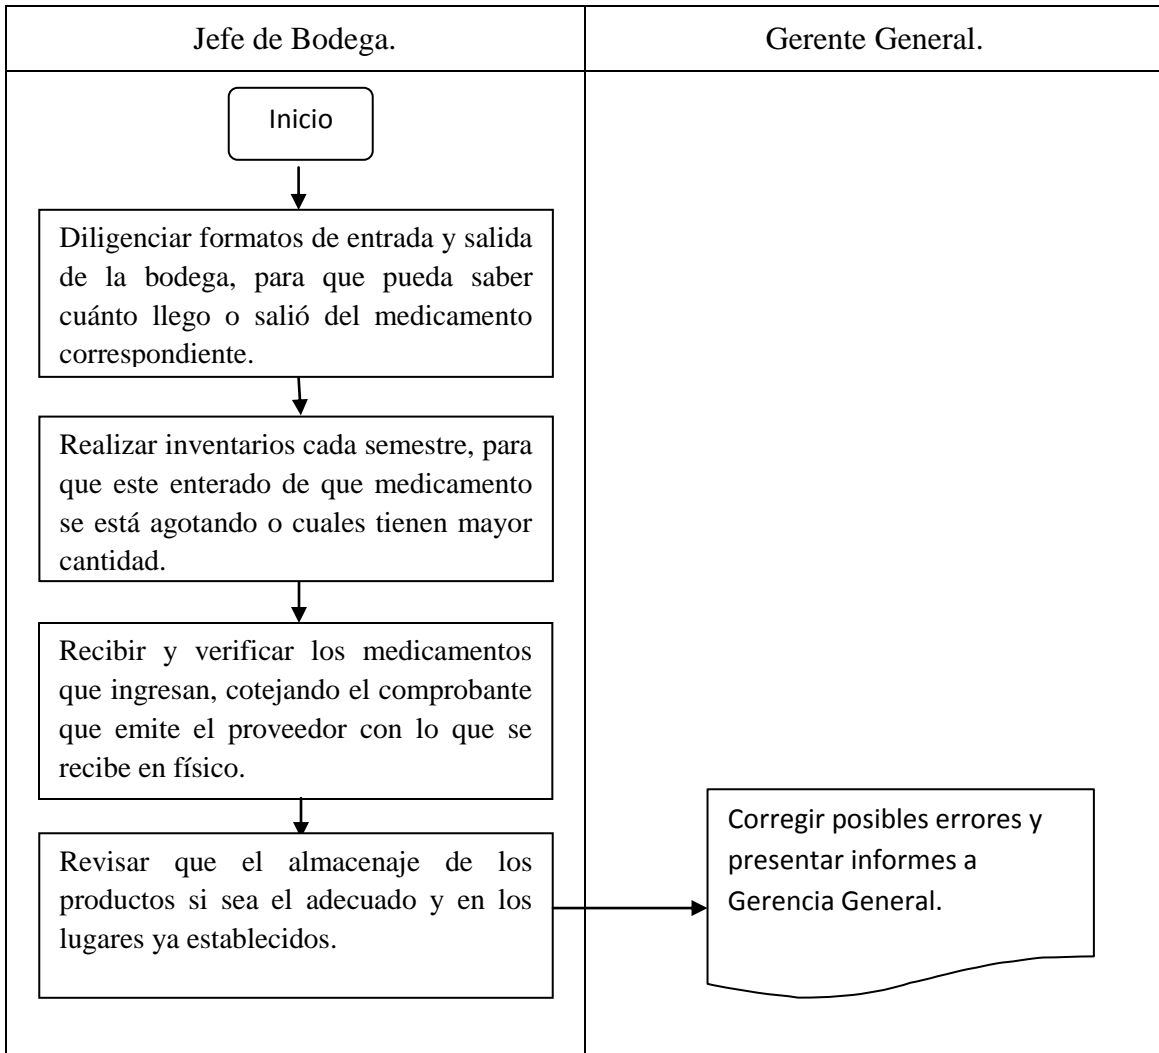 Jefe de Bodega.
Gerente General.
Inicio
Diligenciar formatos de entrada y salida
de la bodega, para que pueda saber
cuánto llego o salió del medicamento
correspondiente.
Realizar inventarios cada semestre, para
que este enterado de que medicamento
se está agotando o cuales tienen mayor
cantidad.
Recibir y verificar los medicamentos
que ingresan, cotejando el comprobante
que emite el proveedor con lo que se
recibe en físico.
Revisar que el almacenaje de los
productos si sea el adecuado y en los
lugares ya establecidos.
Corregir posibles errores y
presentar informes a
Gerencia General.